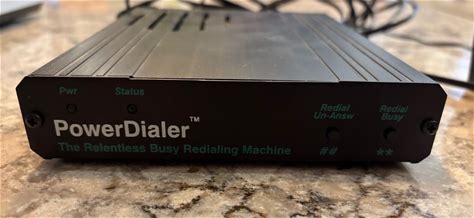 Pwr Status
PowerDialer™
The Relentless Busy Redialing Machine
Redial
Un-Answ
##
Redial
Busy
**